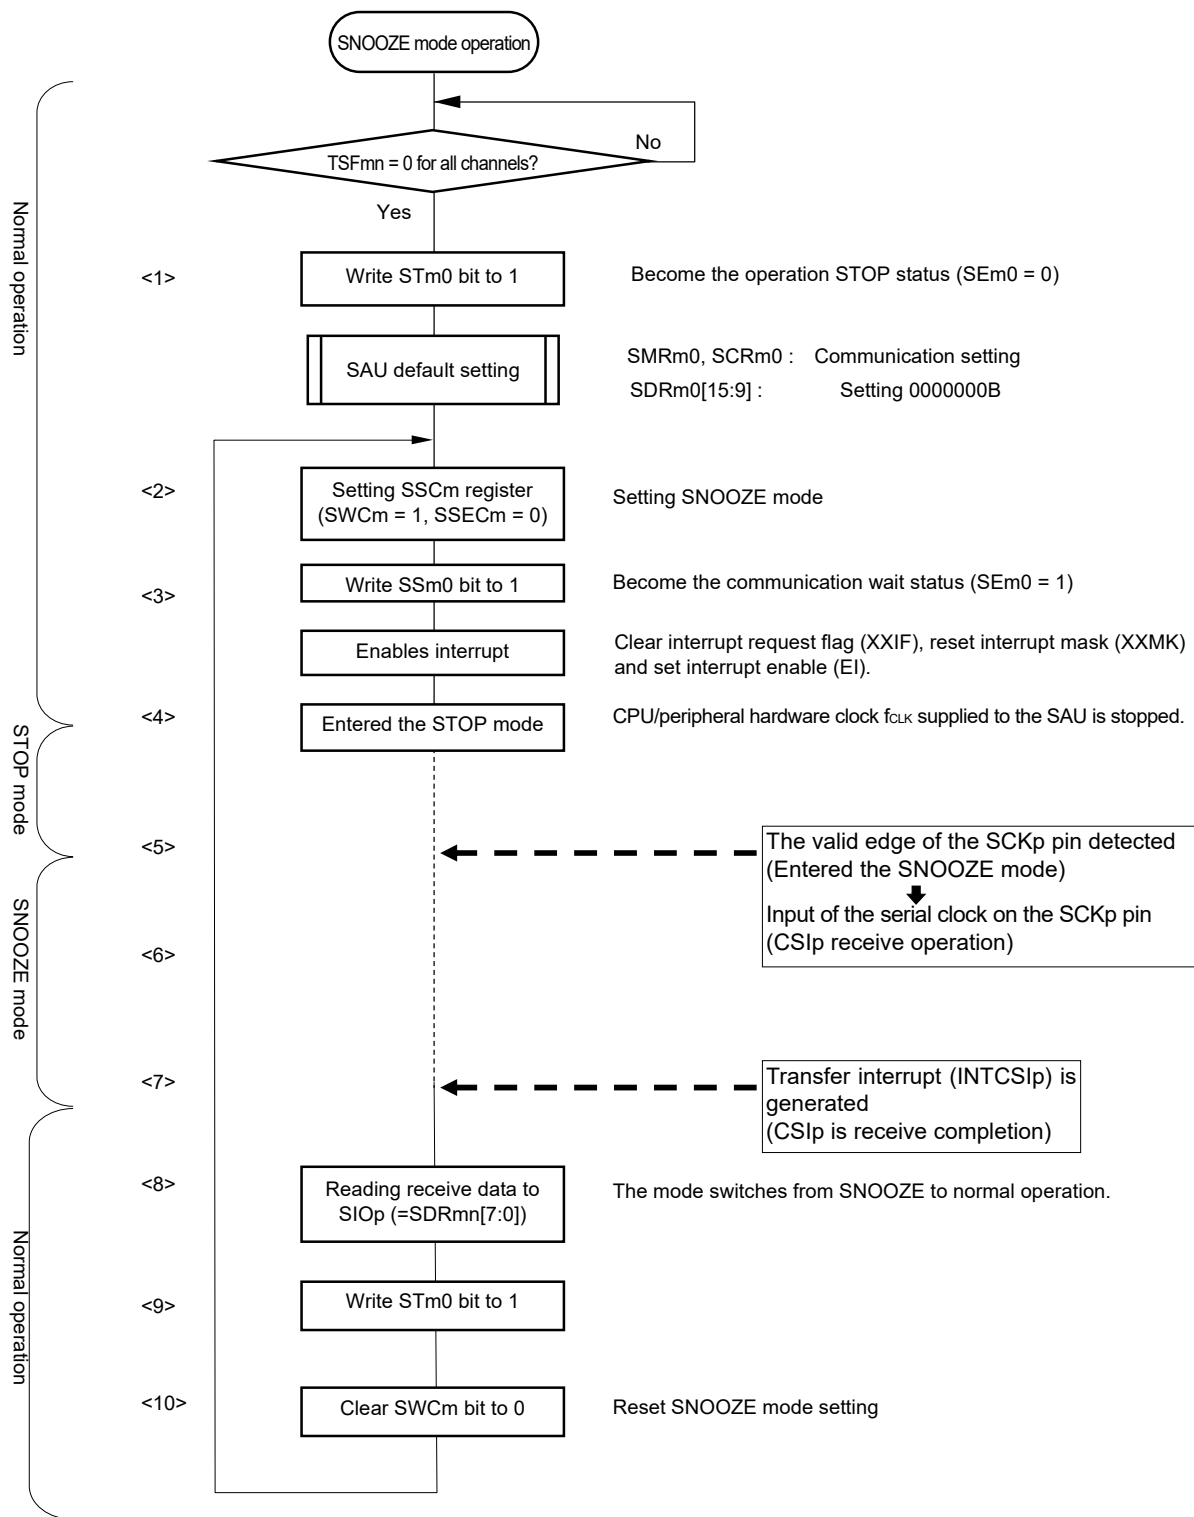 SNOOZE mode operation
No
TSFmn = 0 for all channels?
Yes
Normal operation
<1>
Write STm0 bit to 1
Become the operation STOP status (SEm0 = 0)
SAU default setting
SMRm0, SCRm0 : Communication setting
SDRm0[15:9] : Setting 0000000B
<2>
Setting SSCm register
(SWCm = 1, SSECm = 0)
Setting SNOOZE mode
<3>
Write SSm0 bit to 1
Become the communication wait status (SEm0 = 1)
Enables interrupt
Clear interrupt request flag (XXIF), reset interrupt mask (XXMK)
and set interrupt enable (EI).
<4>
Entered the STOP mode
CPU/peripheral hardware clock fCLK supplied to the SAU is stopped.
STOP mode
<5>
The valid edge of the SCKp pin detected
(Entered the SNOOZE mode)
Input of the serial clock on the SCKp pin
(CSIp receive operation)
SNOOZE mode
<6>
<7>
Transfer interrupt (INTCSIp) is
generated
(CSIp is receive completion)
<8>
Reading receive data to
SIOp (=SDRmn[7:0])
The mode switches from SNOOZE to normal operation.
Normal operation
<9>
Write STm0 bit to 1
<10>
Clear SWCm bit to 0
Reset SNOOZE mode setting